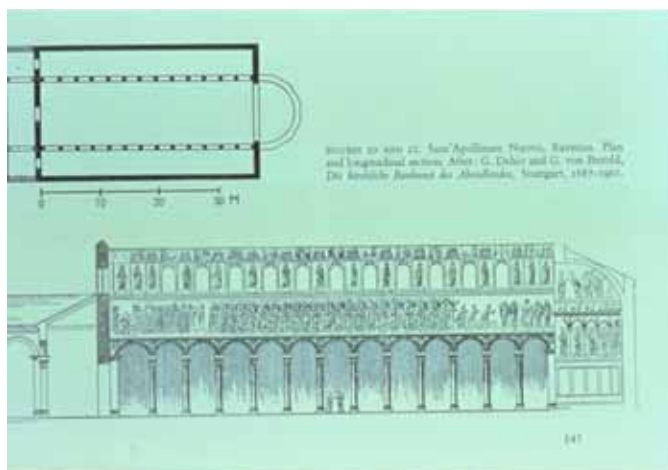 0 10 20 30 M
FIGURES 20 AND 21. Sant'Apollinare Nuovo, Ravenna. Plan
and longitudinal section. After: G. Dehio and G. von Bezold,
Die kirchliche Baukunst des Abendlandes, Stuttgart, 1887-1901.
147